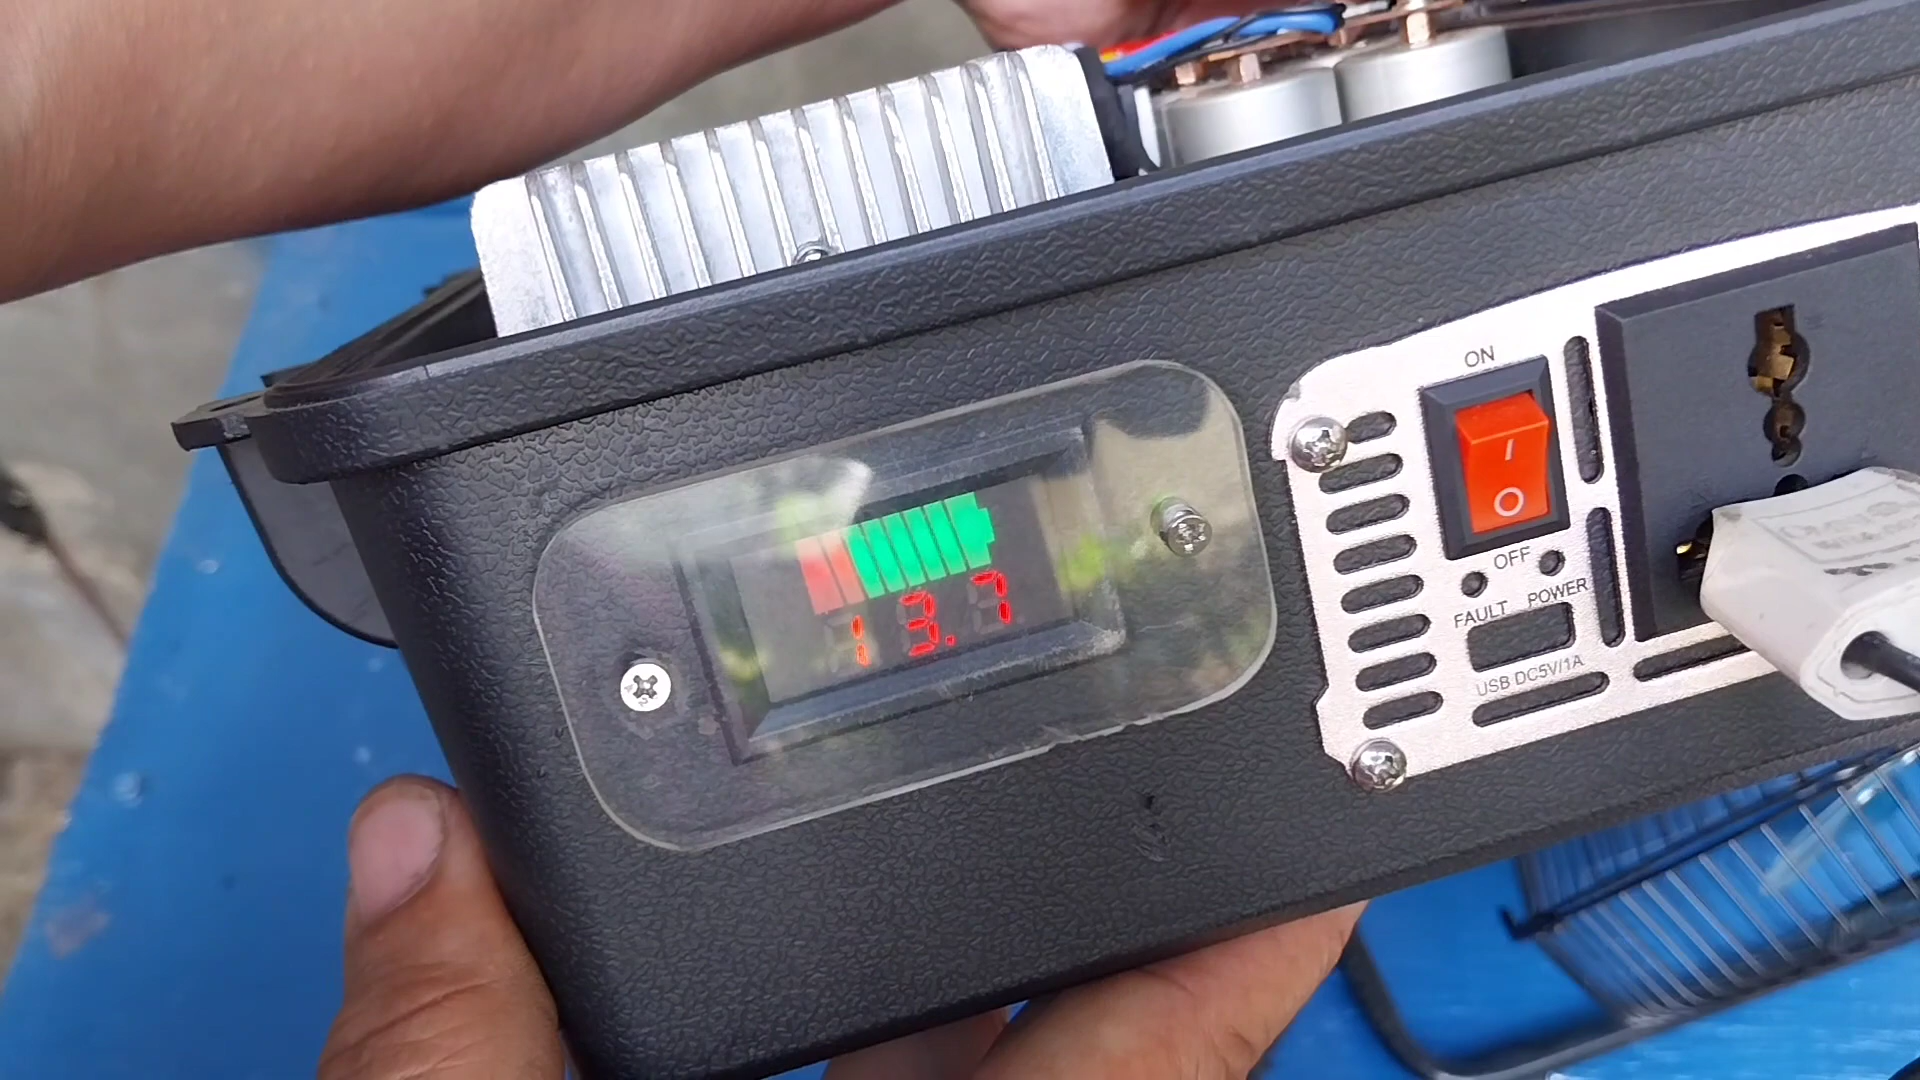 13.7
ON
I
O
OFF
FAULT
POWER
USB DC5V/1A